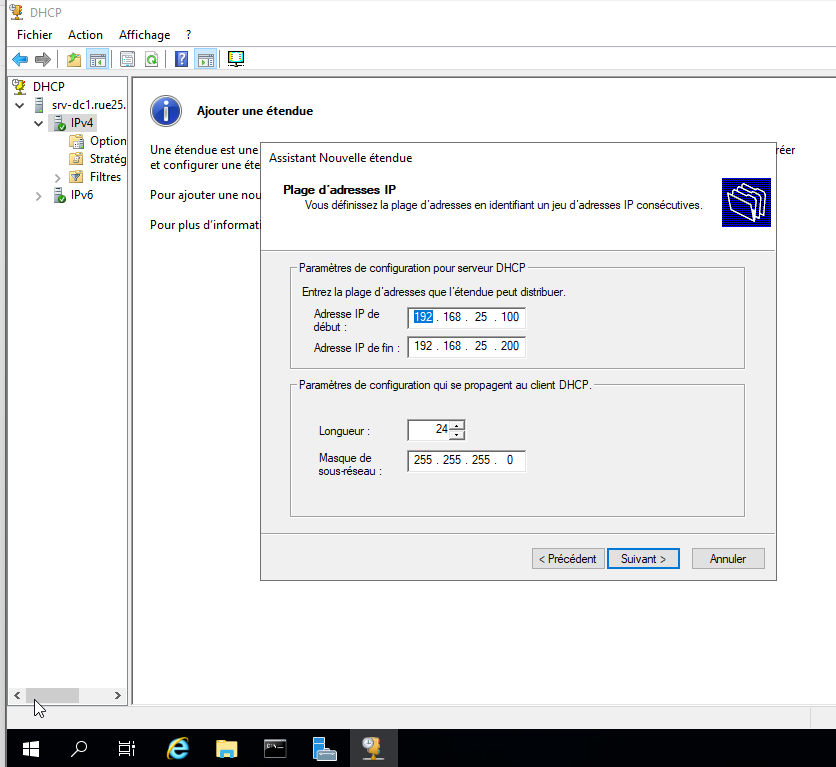 DHCP
Fichier Action Affichage ?
DHCP
srv-dc1.rue25.
IPv4
Option
Stratég
Filtres
IPv6
Ajouter une étendue
Une étendue est une
réer
et configurer une éte
Pour ajouter une nou
Pour plus d'informati
Assistant Nouvelle étendue
Plage d'adresses IP
Vous définissez la plage d'adresses en identifiant un jeu d'adresses IP consécutives.
Paramètres de configuration pour serveur DHCP
Entrez la plage d'adresses que l'étendue peut distribuer.
Adresse IP de
début :
192 . 168 . 25 . 100
Adresse IP de fin :
192 . 168 . 25 . 200
Paramètres de configuration qui se propagent au client DHCP.
Longueur :
24
Masque de
sous-réseau :
255 . 255 . 255 . 0
< Précédent
Suivant >
Annuler